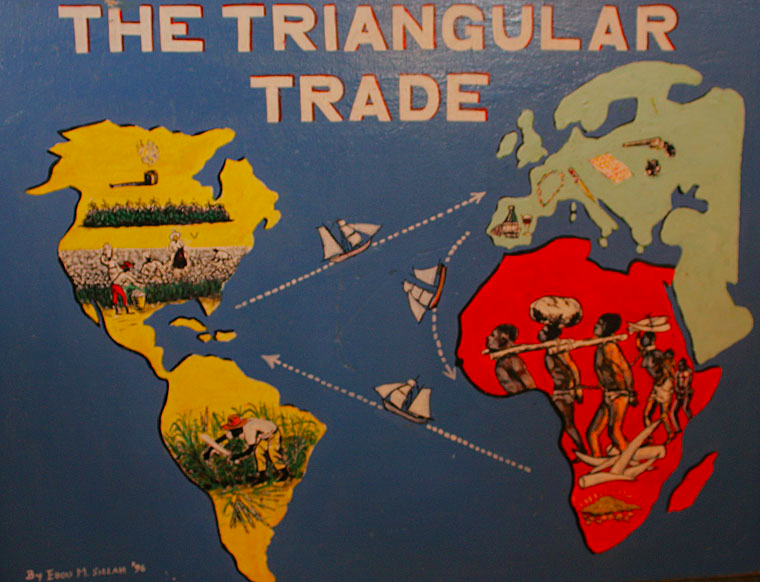 THE TRIANGULAR
TRADE
By EBOU M. SILLAH '96